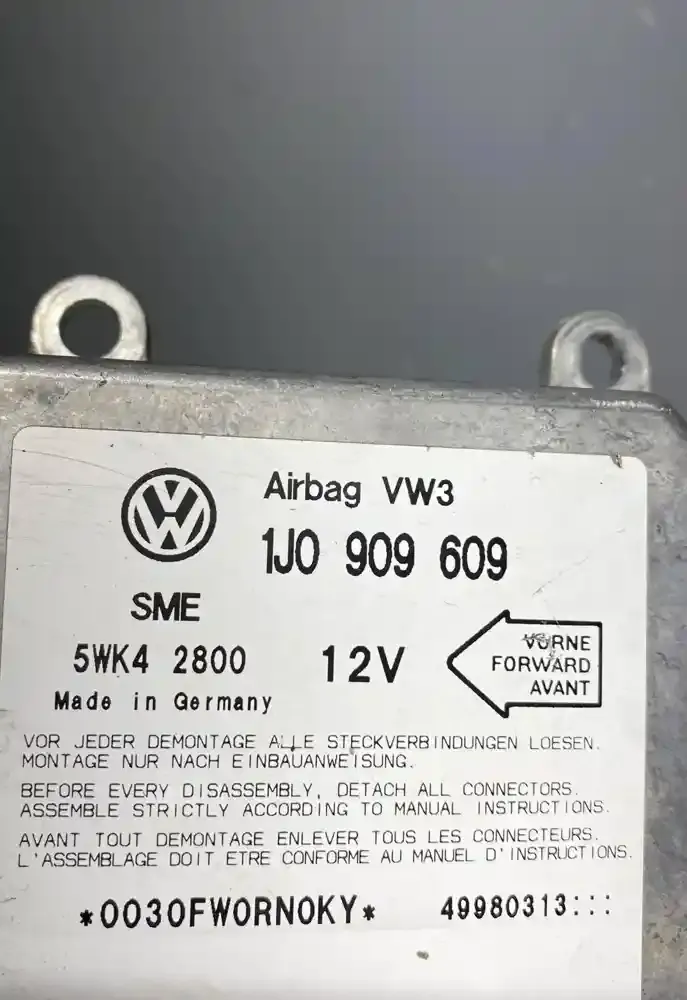 Airbag VW3
1J0 909 609
SME
5WK4 2800
12V
VORNE
FORWARD
AVANT
Made in Germany
VOR JEDER DEMONTAGE ALLE STECKVERBINDUNGEN LOESEN.
MONTAGE NUR NACH EINBAUANWEISUNG.
BEFORE EVERY DISASSEMBLY, DETACH ALL CONNECTORS.
ASSEMBLE STRICTLY ACCORDING TO MANUAL INSTRUCTIONS.
AVANT TOUT DEMONTAGE ENLEVER TOUS LES CONNECTEURS.
L'ASSEMBLAGE DOIT ETRE CONFORME AU MANUEL D'INSTRUCTIONS.
*0030FW0RN0KY* 49980313:::